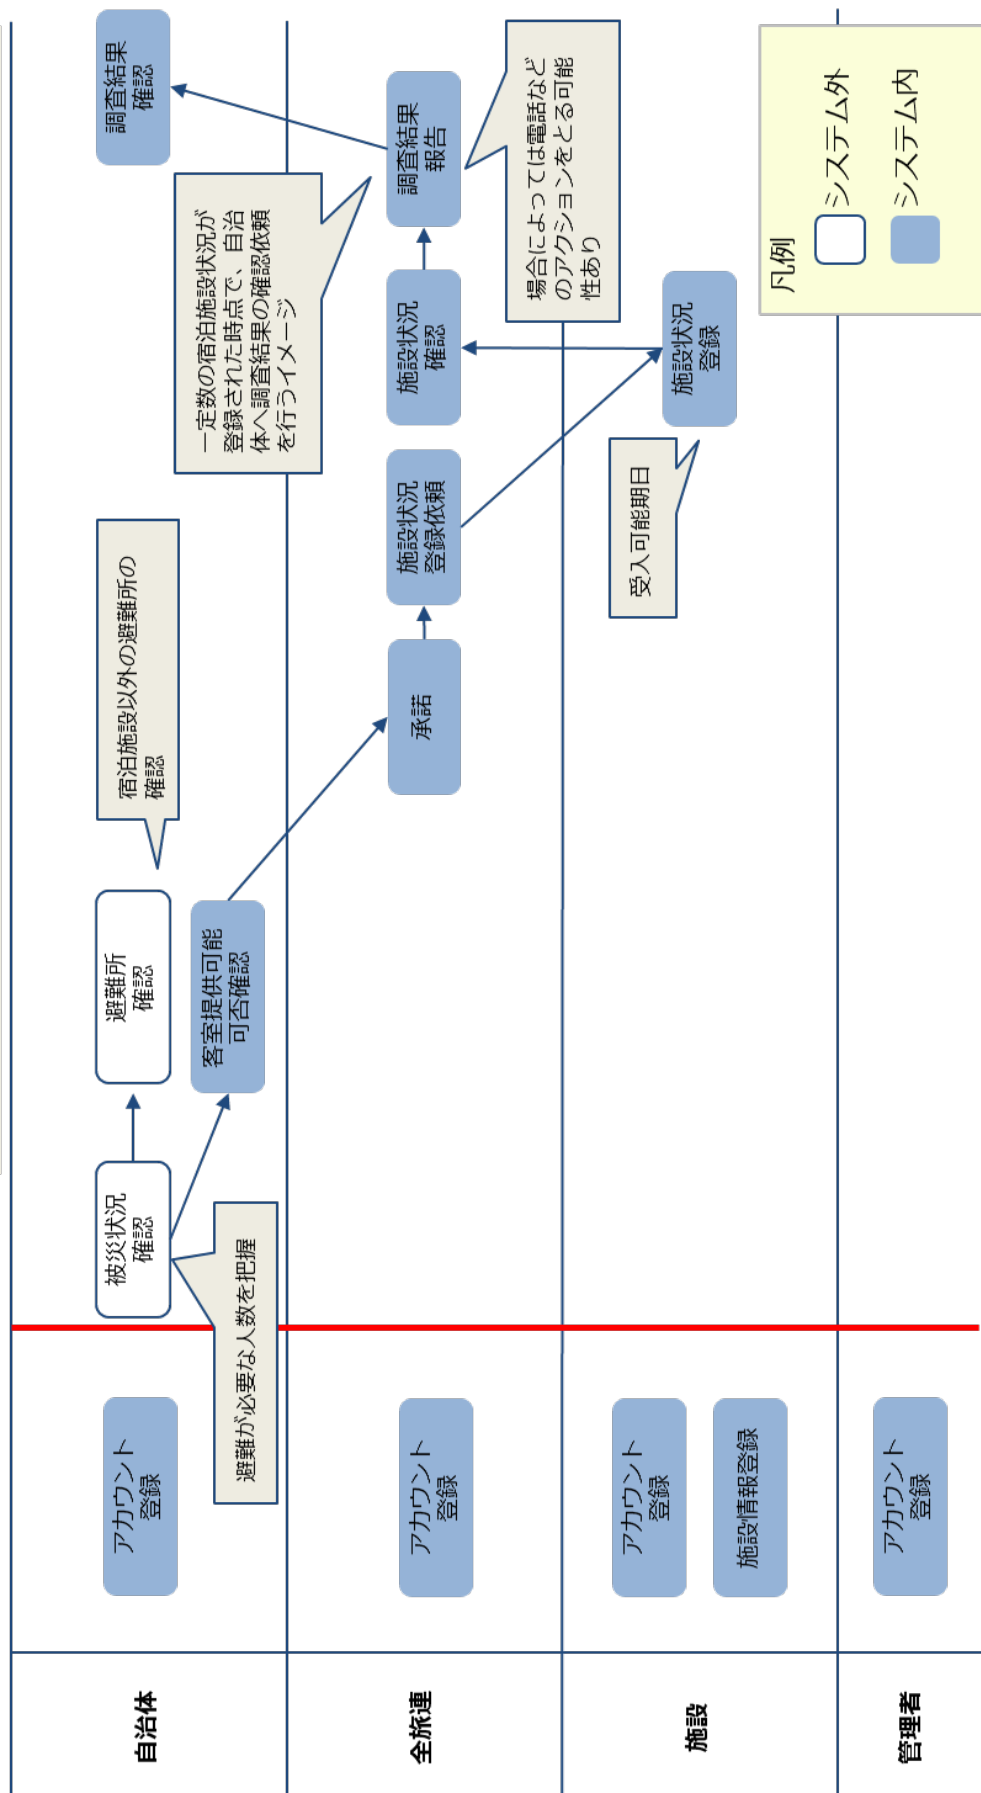 自治体
アカウント
登録
被災状況
確認
避難が必要な人数を把握
避難所
確認
宿泊施設以外の避難所の
確認
客室提供可能
可否確認
調査結果
確認
全旅連
アカウント
登録
承諾
施設状況
登録依頼
施設状況
確認
調査結果
報告
一定数の宿泊施設状況が
登録された時点で、自治
体へ調査結果の確認依頼
を行うイメージ
場合によっては電話など
のアクションをとる可能
性あり
施設
アカウント
登録
施設情報登録
受入可能期日
施設状況
登録
管理者
アカウント
登録
凡例
システム外
システム内